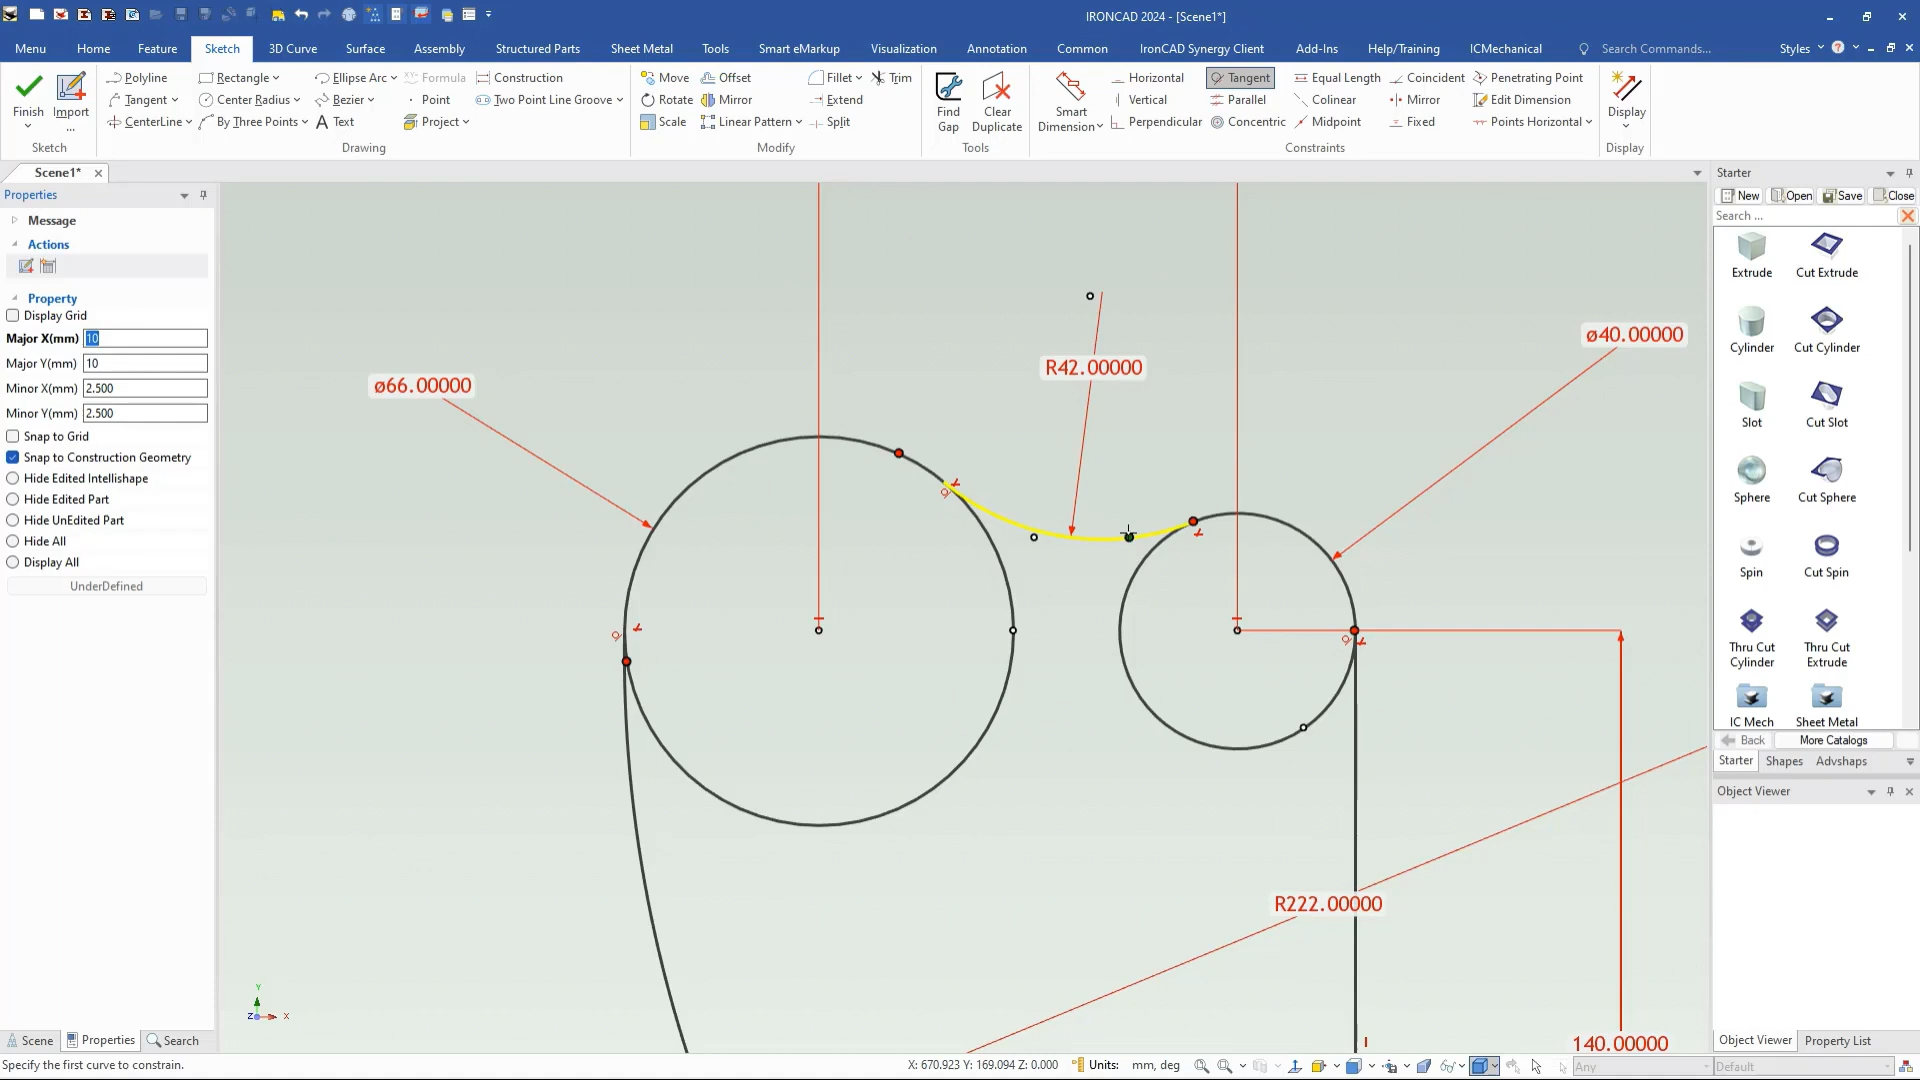 IRONCAD 2024 - [Scene1*]
Menu Home Feature Sketch 3D Curve Surface Assembly Structured Parts Sheet Metal Tools Smart eMarkup Visualization Annotation Common IronCAD Synergy Client Add-Ins Help/Training ICMechanical Search Commands... Styles
Finish
Import
...
Sketch
Polyline Rectangle Ellipse Arc Formula Construction
Tangent Center Radius Bezier Point Two Point Line Groove
CenterLine By Three Points Text Project
Drawing
Move Offset Fillet Trim
Rotate Mirror Extend
Scale Linear Pattern Split
Modify
Find
Gap
Clear
Duplicate
Tools
Smart
Dimension
Horizontal Tangent Equal Length Coincident Penetrating Point
Vertical Parallel Colinear Mirror Edit Dimension
Perpendicular Concentric Midpoint Fixed Points Horizontal
Constraints
Display
Display
Scene1*
Properties
Message
Actions
Property
Display Grid
Major X(mm) 10
Major Y(mm) 10
Minor X(mm) 2.500
Minor Y(mm) 2.500
Snap to Grid
Snap to Construction Geometry
Hide Edited Intellishape
Hide Edited Part
Hide UnEdited Part
Hide All
Display All
UnderDefined
ø66.00000
R42.00000
ø40.00000
R222.00000
140.00000
Y
Z X
Starter
New Open Save Close
Search ...
Extrude Cut Extrude
Cylinder Cut Cylinder
Slot Cut Slot
Sphere Cut Sphere
Spin Cut Spin
Thru Cut
Cylinder
Thru Cut
Extrude
IC Mech Sheet Metal
Back More Catalogs
Starter Shapes Advshaps
Object Viewer
Object Viewer Property List
Scene Properties Search
Specify the first curve to constrain.
X: 670.923 Y: 169.094 Z: 0.000 Units: mm, deg
Any Default